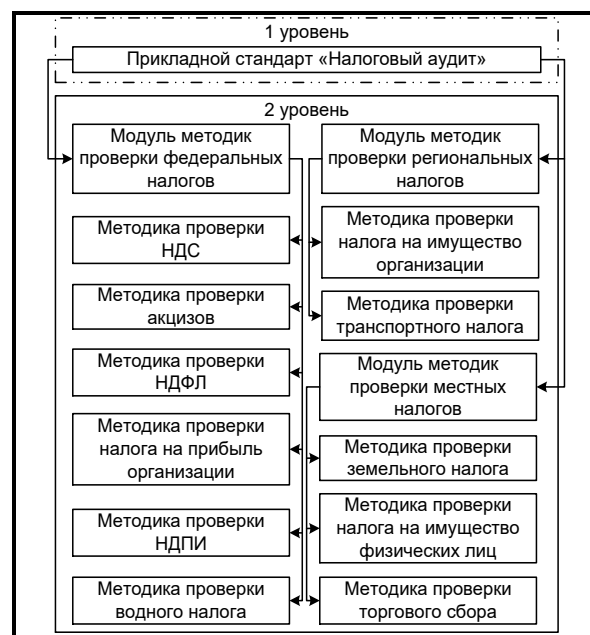 1 уровень
Прикладной стандарт «Налоговый аудит»
2 уровень
Модуль методик
проверки федеральных
налогов
Методика проверки
НДС
Методика проверки
акцизов
Методика проверки
НДФЛ
Методика проверки
налога на прибыль
организации
Методика проверки
НДПИ
Методика проверки
водного налога
Модуль методик
проверки региональных
налогов
Методика проверки
налога на имущество
организации
Методика проверки
транспортного налога
Модуль методик
проверки местных
налогов
Методика проверки
земельного налога
Методика проверки
налога на имущество
физических лиц
Методика проверки
торгового сбора